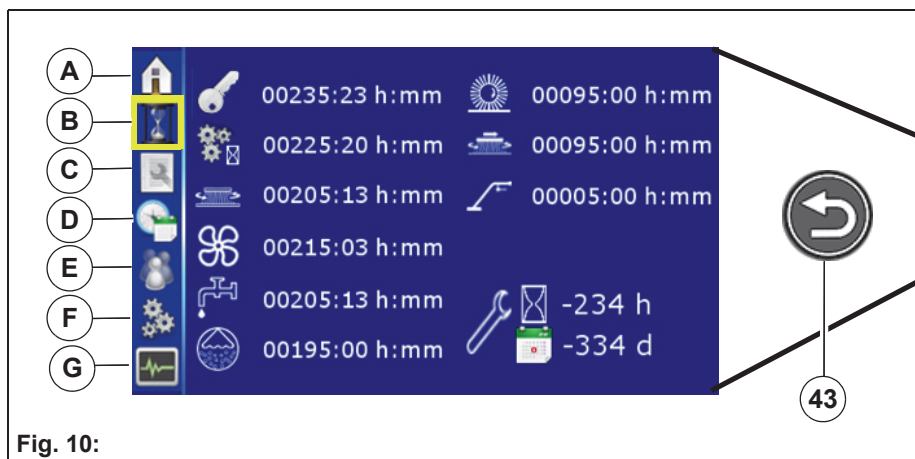 A
B
C
D
E
F
G
00235:23 h:mm
00225:20 h:mm
00205:13 h:mm
00215:03 h:mm
00205:13 h:mm
00195:00 h:mm
00095:00 h:mm
00095:00 h:mm
00005:00 h:mm
-234 h
-334 d
43
Fig. 10: